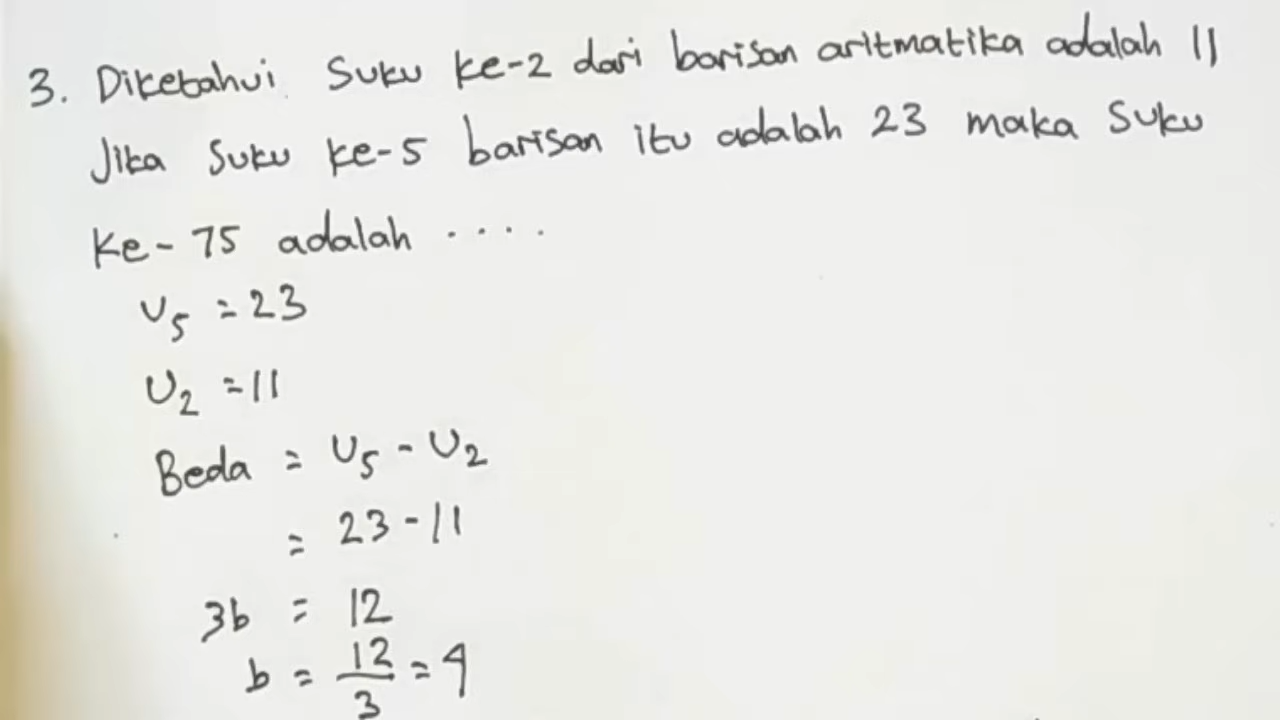 3. Diketahui Suku ke-2 dari barisan aritmatika adalah 11
Jika Suku ke-5 barisan itu adalah 23 maka Suku
Ke-75 adalah ....
U5 = 23
U2 = 11
Beda = U5 - U2
= 23 - 11
3b = 12
b = 12/3 = 4